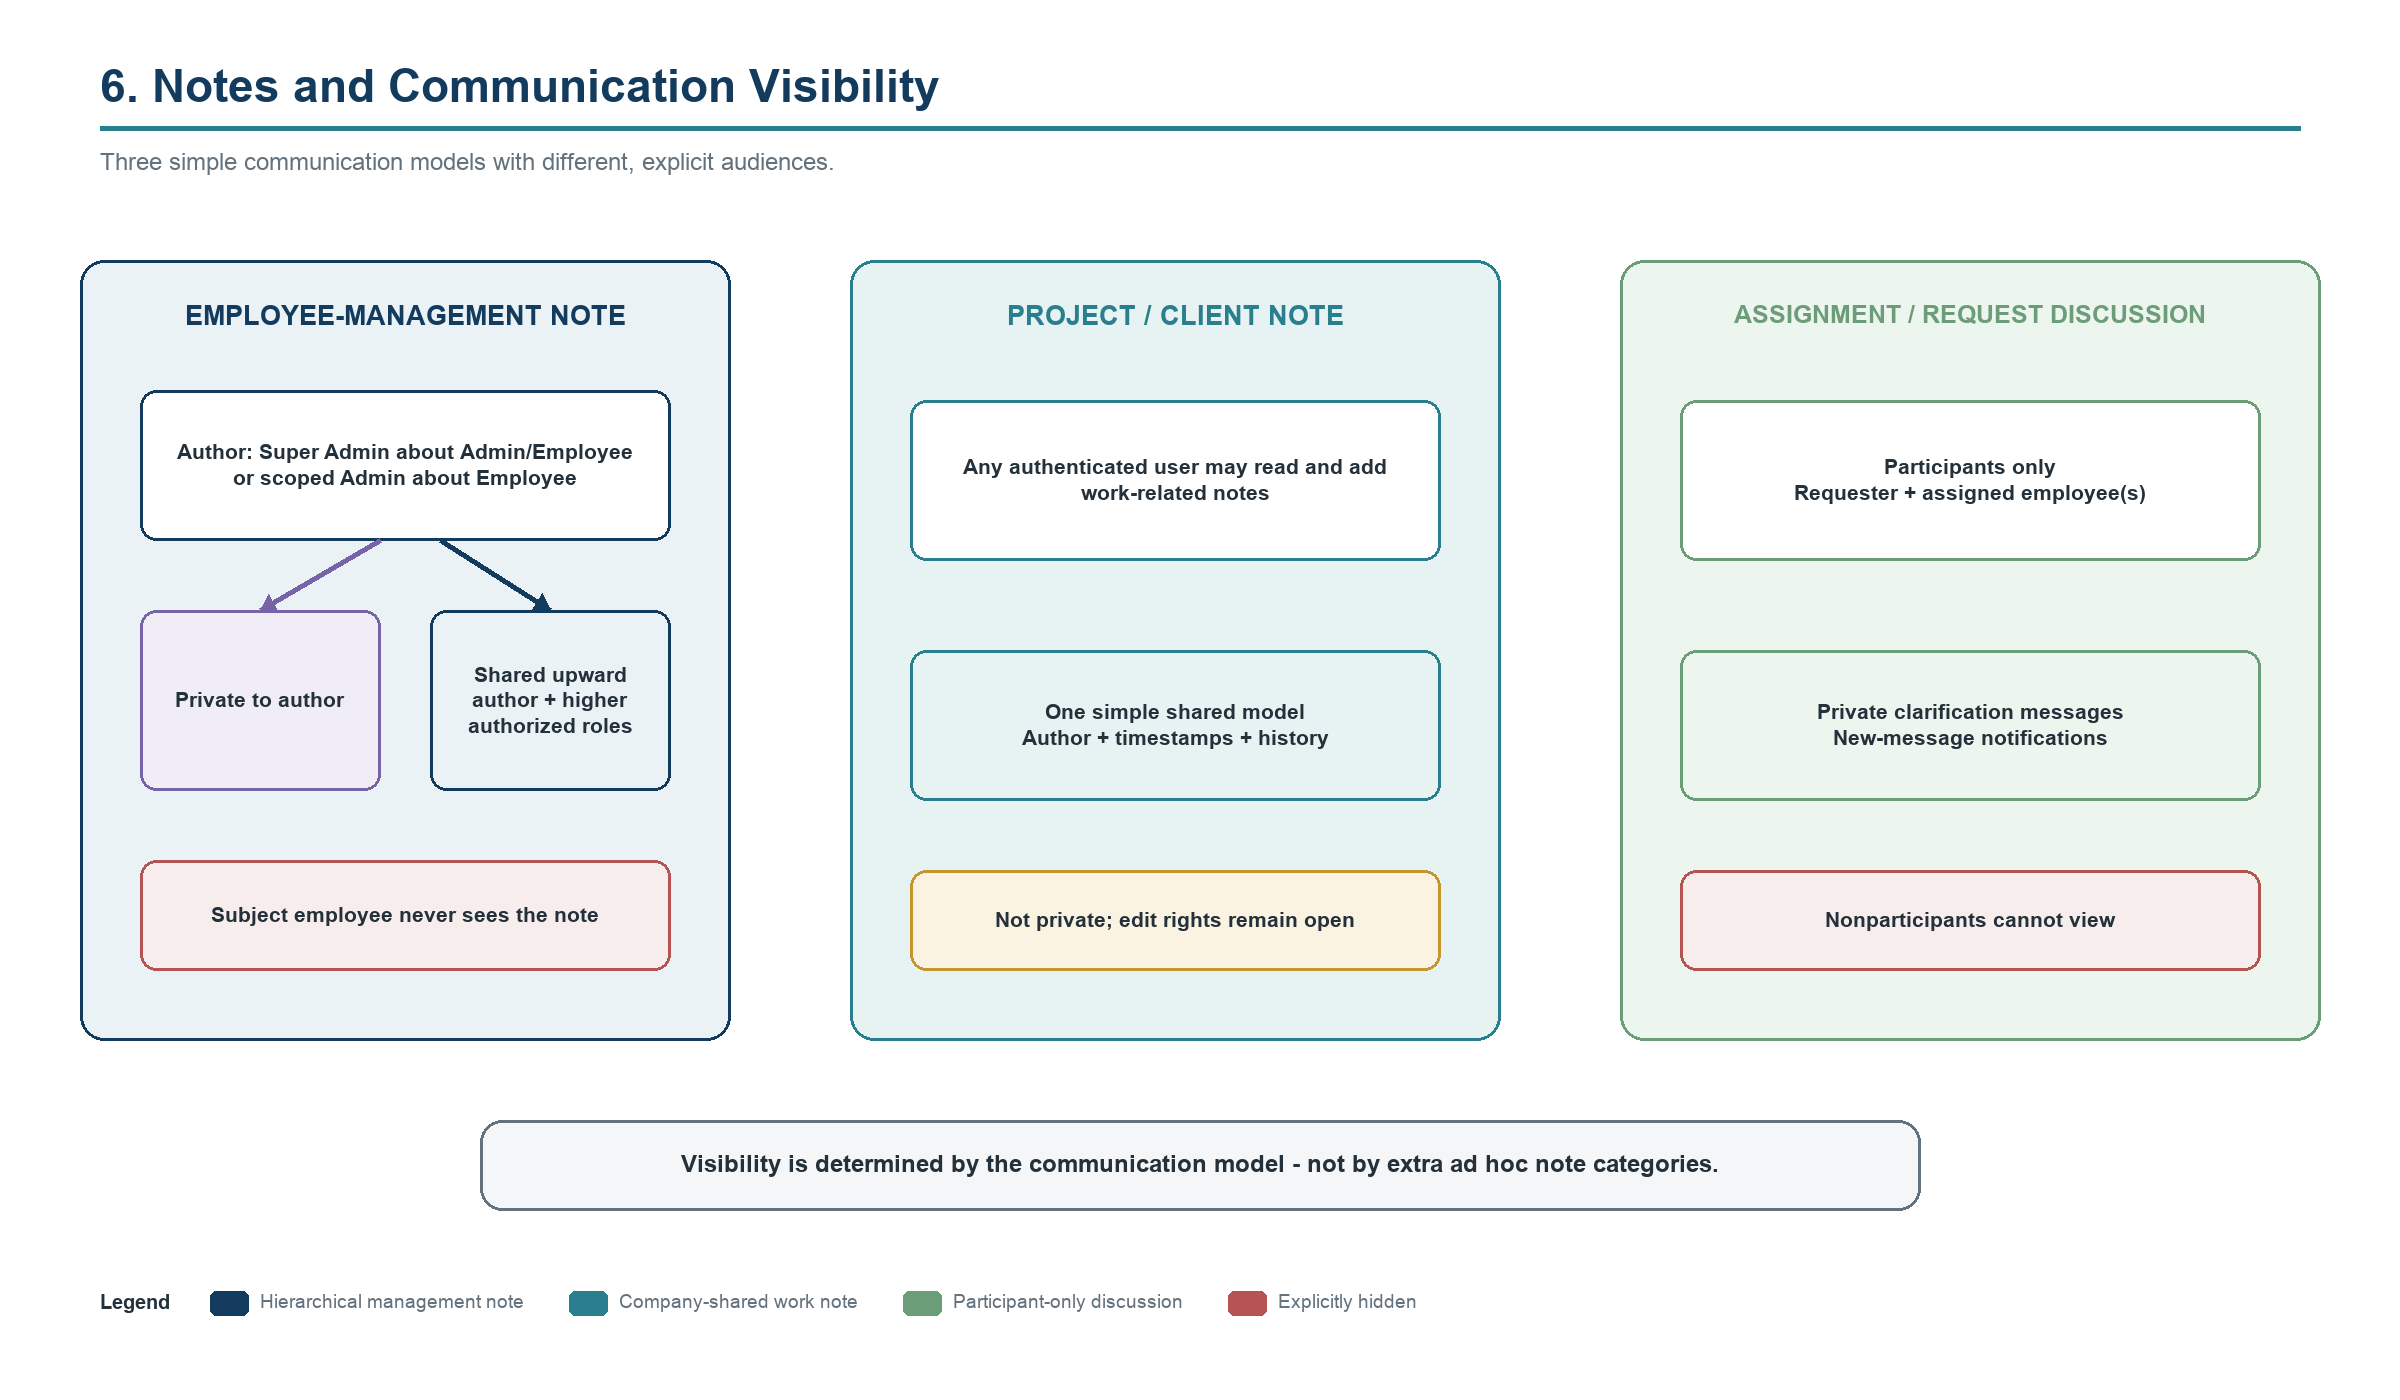 6. Notes and Communication Visibility
Three simple communication models with different, explicit audiences.
EMPLOYEE-MANAGEMENT NOTE
Author: Super Admin about Admin/Employee
or scoped Admin about Employee
Private to author
Shared upward
author + higher
authorized roles
Subject employee never sees the note
PROJECT / CLIENT NOTE
Any authenticated user may read and add
work-related notes
One simple shared model
Author + timestamps + history
Not private; edit rights remain open
ASSIGNMENT / REQUEST DISCUSSION
Participants only
Requester + assigned employee(s)
Private clarification messages
New-message notifications
Nonparticipants cannot view
Visibility is determined by the communication model - not by extra ad hoc note categories.
Legend
Hierarchical management note
Company-shared work note
Participant-only discussion
Explicitly hidden